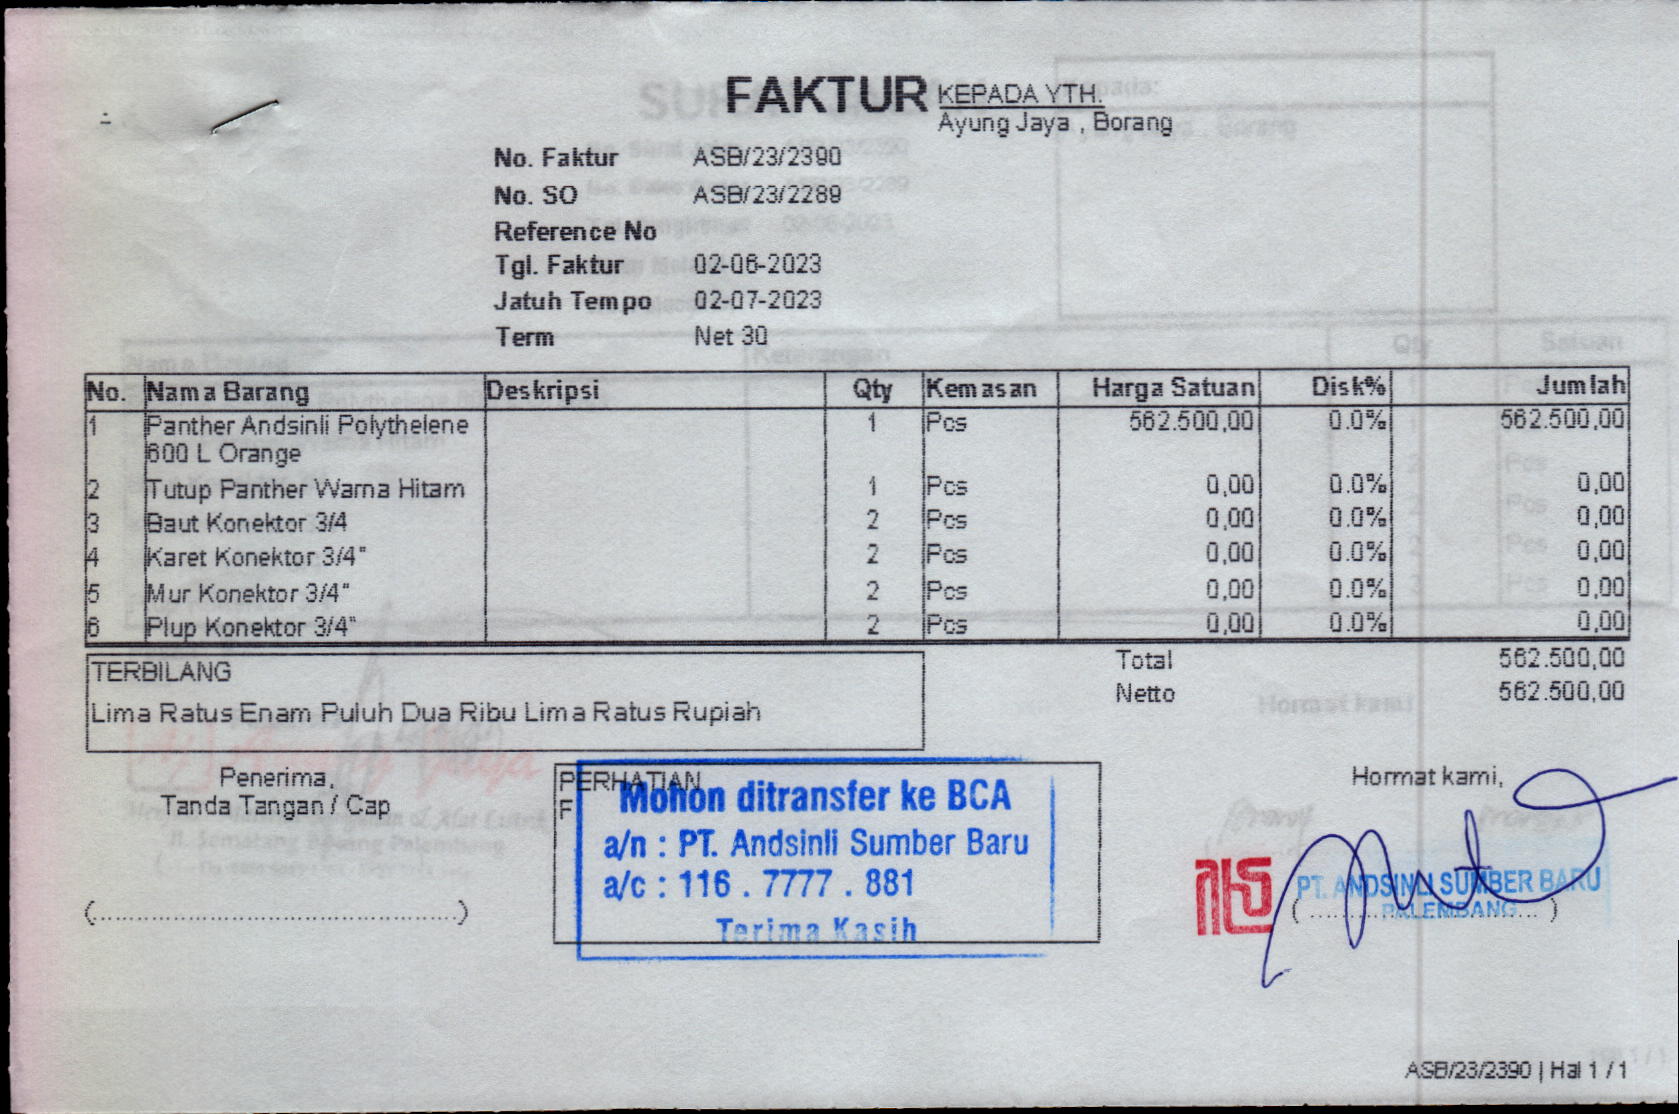 FAKTUR
KEPADA YTH.
Ayung Jaya , Borang
No. Faktur ASB/23/2390
No. SO ASB/23/2289
Reference No
Tgl. Faktur 02-06-2023
Jatuh Tempo 02-07-2023
Term Net 30
No. Nama Barang Deskripsi Qty Kemasan Harga Satuan Disk% Jumlah
1 Panther Andsinli Polythelene 1 Pcs 562.500,00 0.0% 562.500,00
600 L Orange
2 Tutup Panther Warna Hitam 1 Pcs 0,00 0.0% 0,00
3 Baut Konektor 3/4 2 Pcs 0,00 0.0% 0,00
4 Karet Konektor 3/4" 2 Pcs 0,00 0.0% 0,00
5 Mur Konektor 3/4" 2 Pcs 0,00 0.0% 0,00
6 Plup Konektor 3/4" 2 Pcs 0,00 0.0% 0,00
Total 562.500,00
Netto 562.500,00
TERBILANG
Lima Ratus Enam Puluh Dua Ribu Lima Ratus Rupiah
Penerima,
Tanda Tangan / Cap
(..............................................)
PERHATIAN
F
Mohon ditransfer ke BCA
a/n : PT. Andsinli Sumber Baru
a/c : 116 . 7777 . 881
Terima Kasih
Hormat kami,
PT. ANDSINLI SUMBER BARU
PALEMBANG
ASB/23/2390 | Hal 1 / 1